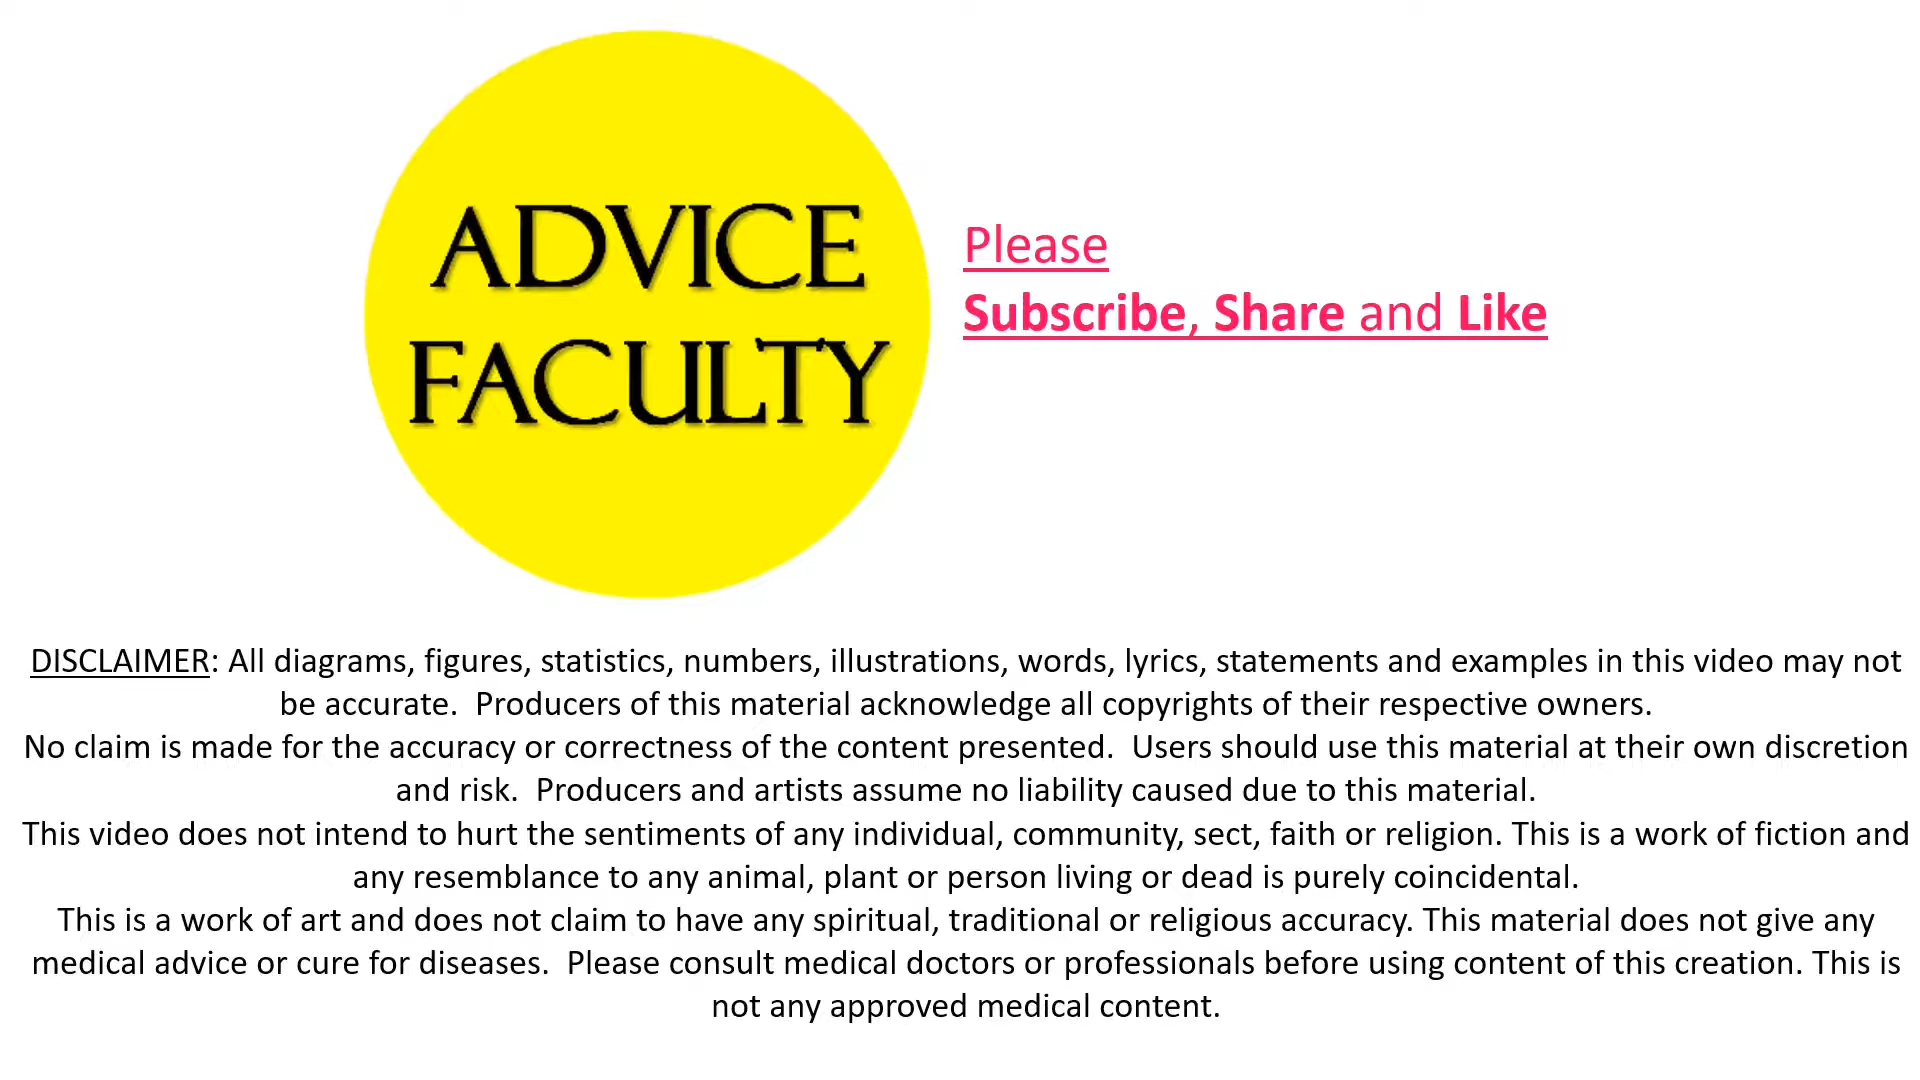 ADVICE
FACULTY
Please
Subscribe, Share and Like
DISCLAIMER: All diagrams, figures, statistics, numbers, illustrations, words, lyrics, statements and examples in this video may not
be accurate.  Producers of this material acknowledge all copyrights of their respective owners.
No claim is made for the accuracy or correctness of the content presented.  Users should use this material at their own discretion
and risk.  Producers and artists assume no liability caused due to this material.
This video does not intend to hurt the sentiments of any individual, community, sect, faith or religion. This is a work of fiction and
any resemblance to any animal, plant or person living or dead is purely coincidental.
This is a work of art and does not claim to have any spiritual, traditional or religious accuracy. This material does not give any
medical advice or cure for diseases.  Please consult medical doctors or professionals before using content of this creation. This is
not any approved medical content.